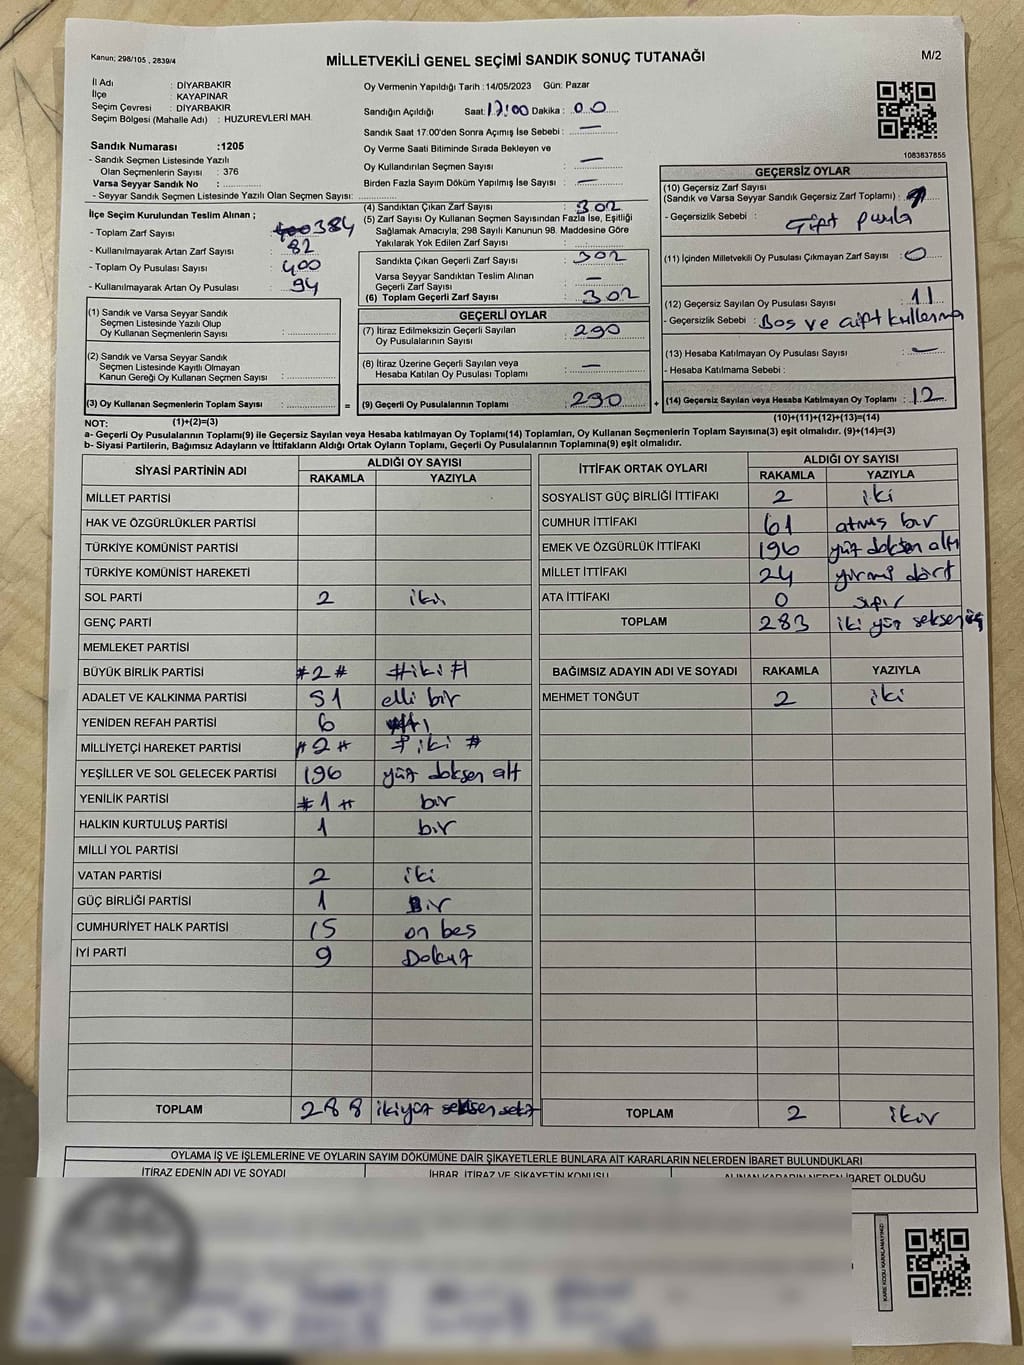 Kanun; 298/105 , 2839/4
MİLLETVEKİLİ GENEL SEÇİMİ SANDIK SONUÇ TUTANAĞI
M/2
İl Adı : DİYARBAKIR
İlçe : KAYAPINAR
Seçim Çevresi : DİYARBAKIR
Seçim Bölgesi (Mahalle Adı) : HUZUREVLERİ MAH.
Sandık Numarası :1205
- Sandık Seçmen Listesinde Yazılı
Olan Seçmenlerin Sayısı : 376
Varsa Seyyar Sandık No :
- Seyyar Sandık Seçmen Listesinde Yazılı Olan Seçmen Sayısı:
İlçe Seçim Kurulundan Teslim Alınan ;
- Toplam Zarf Sayısı : 384
- Kullanılmayarak Artan Zarf Sayısı : 82
- Toplam Oy Pusulası Sayısı : 400
- Kullanılmayarak Artan Oy Pusulası : 94
(1) Sandık ve Varsa Seyyar Sandık
Seçmen Listesinde Yazılı Olup
Oy Kullanan Seçmenlerin Sayısı :
(2) Sandık ve Varsa Seyyar Sandık
Seçmen Listesinde Kayıtlı Olmayan
Kanun Gereği Oy Kullanan Seçmen Sayısı :
(3) Oy Kullanan Seçmenlerin Toplam Sayısı :
Oy Vermenin Yapıldığı Tarih :14/05/2023 Gün: Pazar
Sandığın Açıldığı Saat: 17:00 Dakika : 00
Sandık Saat 17.00'den Sonra Açımış İse Sebebi : —
Oy Verme Saati Bitiminde Sırada Bekleyen ve
Oy Kullandırılan Seçmen Sayısı : —
Birden Fazla Sayım Döküm Yapılmış İse Sayısı : —
(4) Sandıktan Çıkan Zarf Sayısı : 302
(5) Zarf Sayısı Oy Kullanan Seçmen Sayısından Fazla İse, Eşitliği
Sağlamak Amacıyla; 298 Sayılı Kanunun 98. Maddesine Göre
Yakılarak Yok Edilen Zarf Sayısı :
Sandıkta Çıkan Geçerli Zarf Sayısı : 302
Varsa Seyyar Sandıktan Teslim Alınan
Geçerli Zarf Sayısı : —
(6) Toplam Geçerli Zarf Sayısı : 302
GEÇERLİ OYLAR
(7) İtiraz Edilmeksizin Geçerli Sayılan
Oy Pusulalarının Sayısı : 290
(8) İtiraz Üzerine Geçerli Sayılan veya
Hesaba Katılan Oy Pusulası Toplamı : —
= (9) Geçerli Oy Pusulalarının Toplamı : 290
1083837855
GEÇERSİZ OYLAR
(10) Geçersiz Zarf Sayısı
(Sandık ve Varsa Seyyar Sandık Geçersiz Zarf Toplamı) : 1
- Geçersizlik Sebebi : Çift pusula
(11) İçinden Milletvekili Oy Pusulası Çıkmayan Zarf Sayısı : 0
(12) Geçersiz Sayılan Oy Pusulası Sayısı : 11
- Geçersizlik Sebebi : Bos ve cift kullanma
(13) Hesaba Katılmayan Oy Pusulası Sayısı : —
- Hesaba Katılmama Sebebi :
+ (14) Geçersiz Sayılan veya Hesaba Katılmayan Oy Toplamı : 12
NOT: (1)+(2)=(3) (10)+(11)+(12)+(13)=(14)
a- Geçerli Oy Pusulalarının Toplamı(9) ile Geçersiz Sayılan veya Hesaba katılmayan Oy Toplamı(14) Toplamları, Oy Kullanan Seçmenlerin Toplam Sayısına(3) eşit olmalıdır. (9)+(14)=(3)
b- Siyasi Partilerin, Bağımsız Adayların ve İttifakların Aldığı Ortak Oyların Toplamı, Geçerli Oy Pusulalarının Toplamına(9) eşit olmalıdır.
SİYASİ PARTİNİN ADI ALDIĞI OY SAYISI
RAKAMLA YAZIYLA
MİLLET PARTİSİ
HAK VE ÖZGÜRLÜKLER PARTİSİ
TÜRKİYE KOMÜNİST PARTİSİ
TÜRKİYE KOMÜNİST HAREKETİ
SOL PARTİ 2 iki
GENÇ PARTİ
MEMLEKET PARTİSİ
BÜYÜK BİRLİK PARTİSİ #2# #iki#
ADALET VE KALKINMA PARTİSİ 51 elli bir
YENİDEN REFAH PARTİSİ 6
MİLLİYETÇİ HAREKET PARTİSİ #2# #iki#
YEŞİLLER VE SOL GELECEK PARTİSİ 196 yüz doksen altı
YENİLİK PARTİSİ #1# bır
HALKIN KURTULUŞ PARTİSİ 1 bır
MİLLİ YOL PARTİSİ
VATAN PARTİSİ 2 iki
GÜÇ BİRLİĞİ PARTİSİ 1 Bir
CUMHURİYET HALK PARTİSİ 15 on bes
İYİ PARTİ 9 Dokuz
TOPLAM 288 ikiyüz seksen sekiz
İTTİFAK ORTAK OYLARI ALDIĞI OY SAYISI
RAKAMLA YAZIYLA
SOSYALİST GÜÇ BİRLİĞİ İTTİFAKI 2 iki
CUMHUR İTTİFAKI 61 atmış bır
EMEK VE ÖZGÜRLÜK İTTİFAKI 196 yüz doksen altı
MİLLET İTTİFAKI 24 yırmi dört
ATA İTTİFAKI 0 sıfır
TOPLAM 283 iki yüz seksen üç
BAĞIMSIZ ADAYIN ADI VE SOYADI RAKAMLA YAZIYLA
MEHMET TONĞUT 2 iki
TOPLAM 2
OYLAMA İŞ VE İŞLEMLERİNE VE OYLARIN SAYIM DÖKÜMÜNE DAİR ŞİKAYETLERLE BUNLARA AİT KARARLARIN NELERDEN İBARET BULUNDUKLARI
İTİRAZ EDENİN ADI VE SOYADI İHBAR, İTİRAZ VE ŞİKAYETİN KONUSU ALINAN KARARIN NEDEN İBARET OLDUĞU
KARE KODU KARALAMAYINIZ!